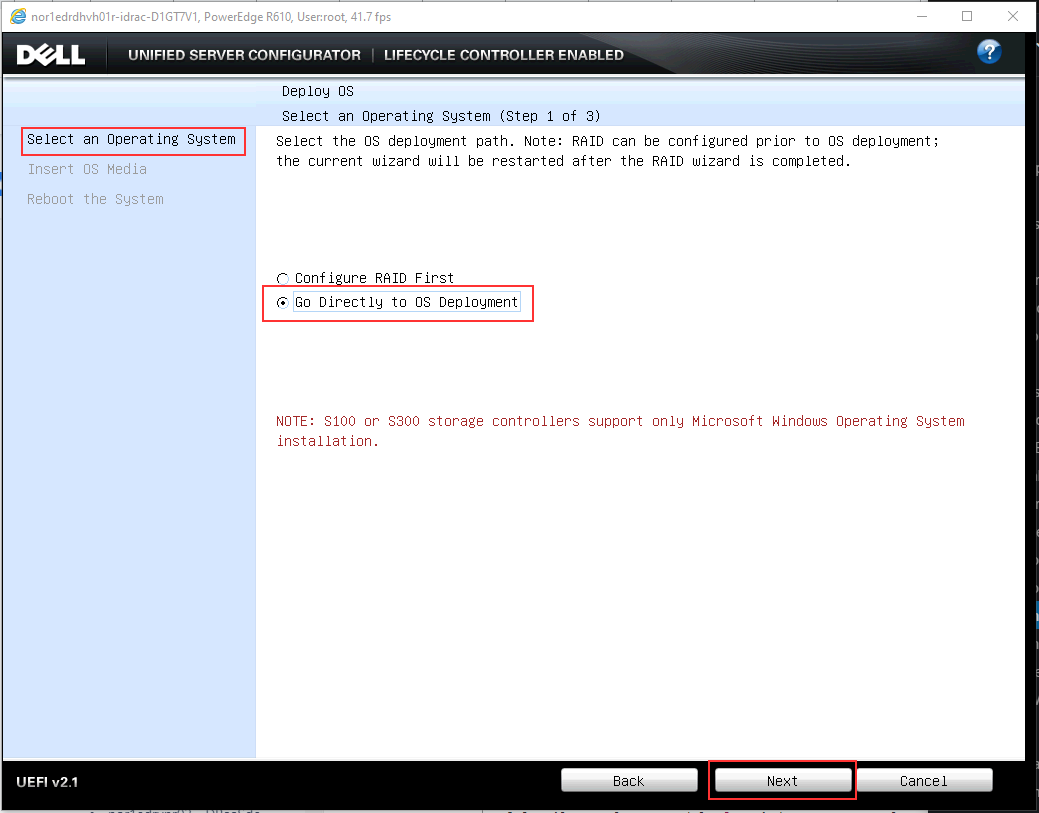 nor1edrdhvh01r-idrac-D1GT7V1, PowerEdge R610, User:root, 41.7 fps
DELL UNIFIED SERVER CONFIGURATOR | LIFECYCLE CONTROLLER ENABLED ?
Deploy OS
Select an Operating System (Step 1 of 3)
Select an Operating System
Insert OS Media
Reboot the System
Select the OS deployment path. Note: RAID can be configured prior to OS deployment;
the current wizard will be restarted after the RAID wizard is completed.
Configure RAID First
Go Directly to OS Deployment
NOTE: S100 or S300 storage controllers support only Microsoft Windows Operating System
installation.
UEFI v2.1
Back
Next
Cancel